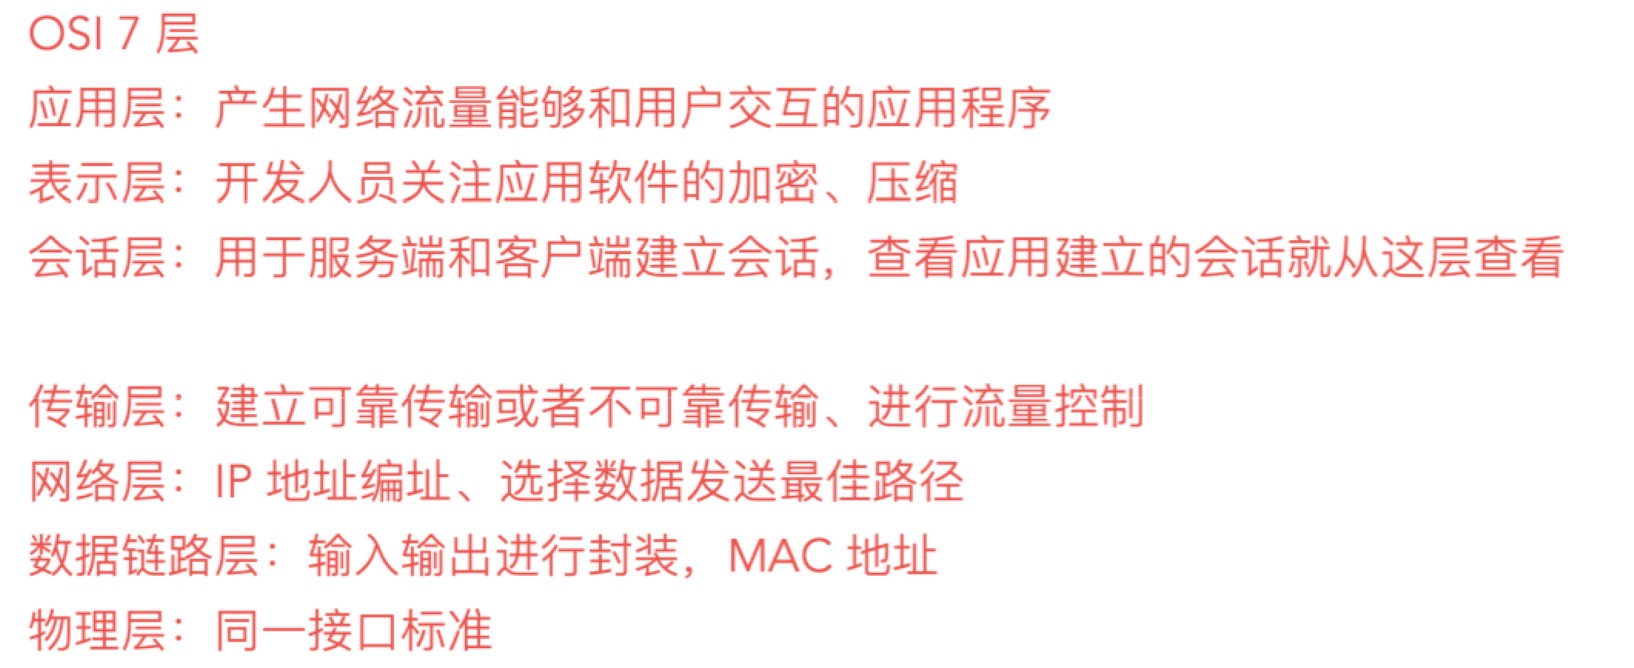 OSI 7 层
应用层：产生网络流量能够和用户交互的应用程序
表示层：开发人员关注应用软件的加密、压缩
会话层：用于服务端和客户端建立会话，查看应用建立的会话就从这层查看
传输层：建立可靠传输或者不可靠传输、进行流量控制
网络层：IP 地址编址、选择数据发送最佳路径
数据链路层：输入输出进行封装，MAC 地址
物理层：同一接口标准